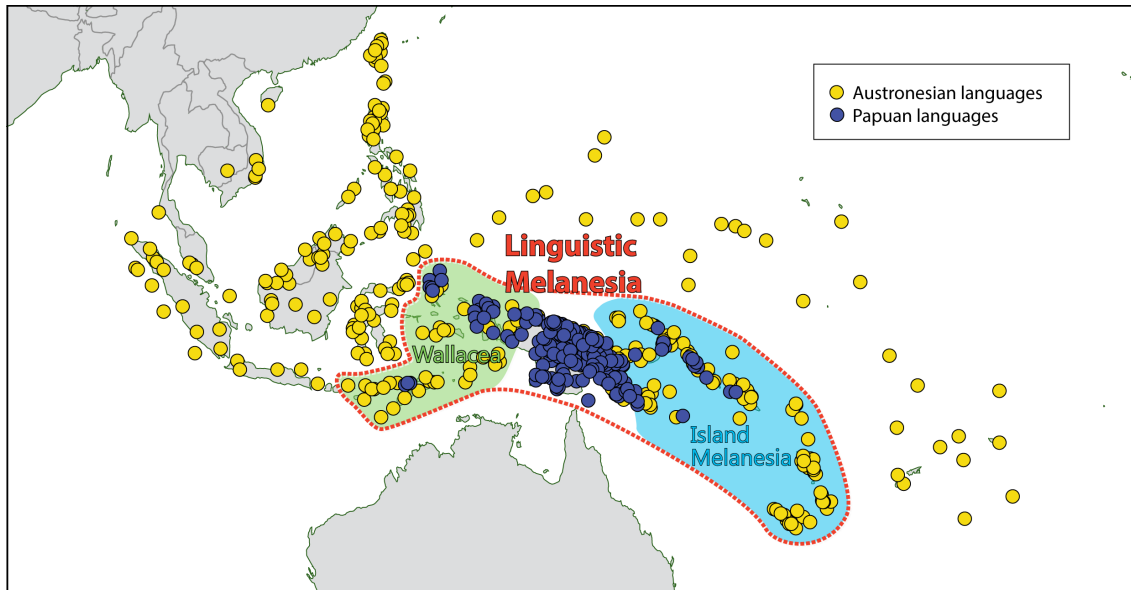 Austronesian languages
Papuan languages
Linguistic
Melanesia
Wallacea
Island
Melanesia